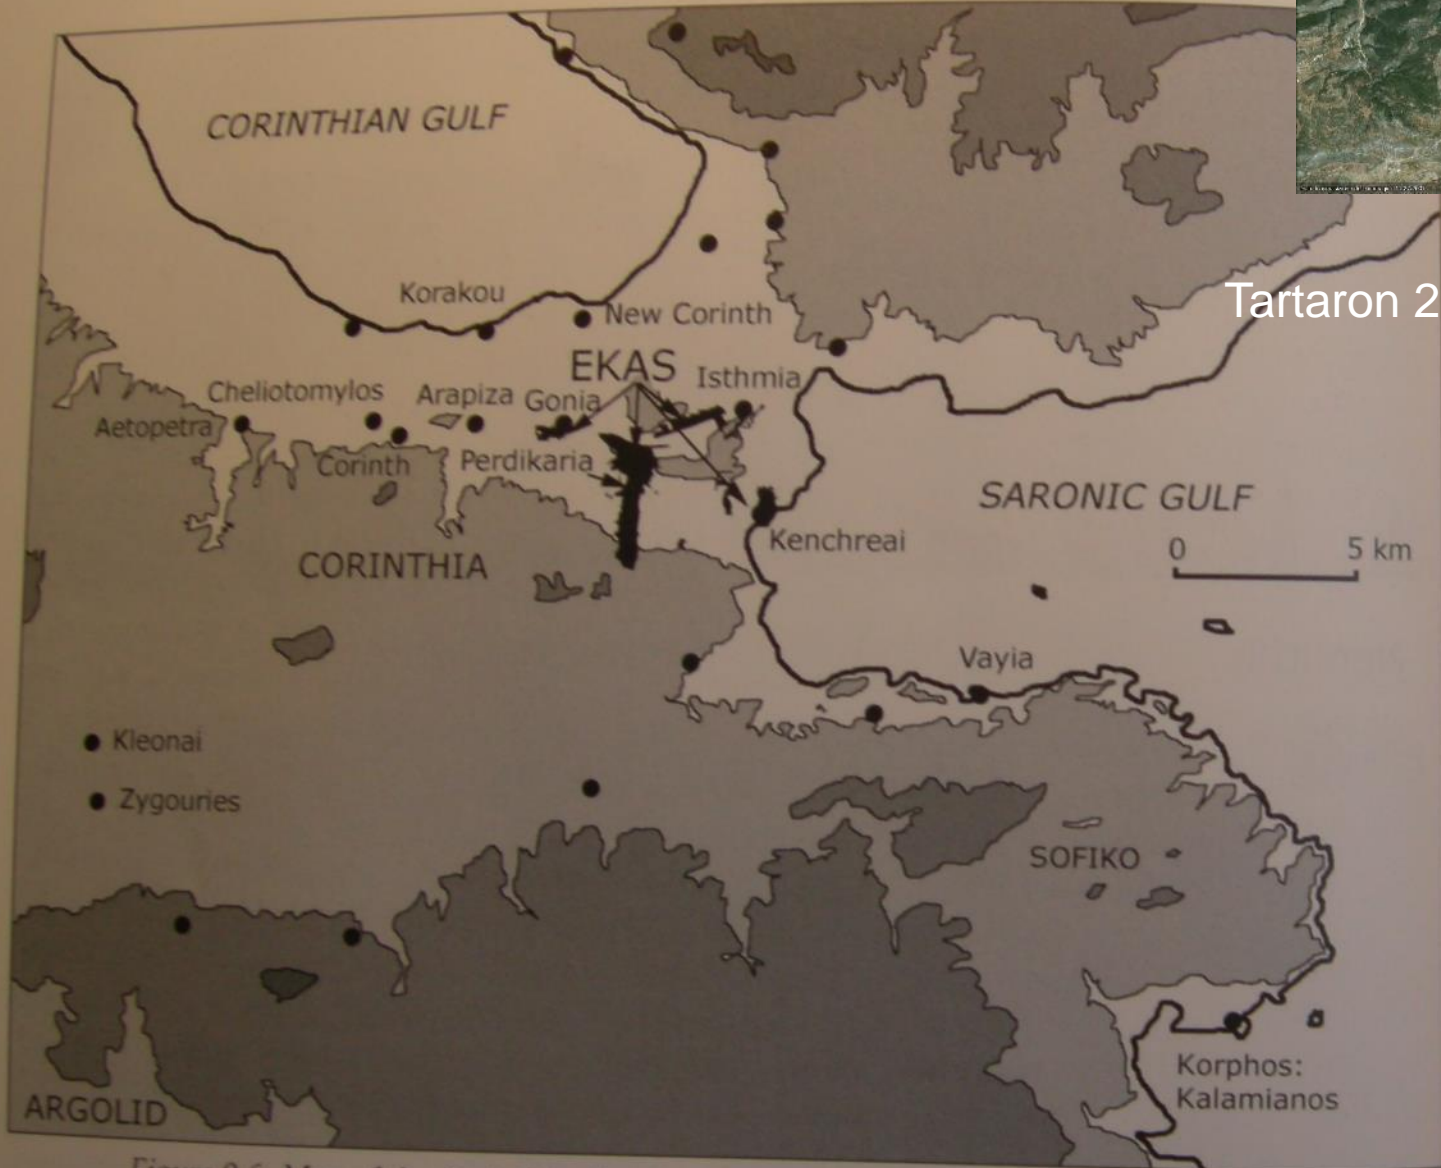 CORINTHIAN GULF
Tartaron 2
Korakou
New Corinth
EKAS
Isthmia
Cheliotomylos
Arapiza
Gonia
Aetopetra
Corinth
Perdikaria
SARONIC GULF
Kenchreai
0 5 km
CORINTHIA
Vayia
Kleonai
Zygouries
SOFIKO
Korphos:
Kalamianos
ARGOLID